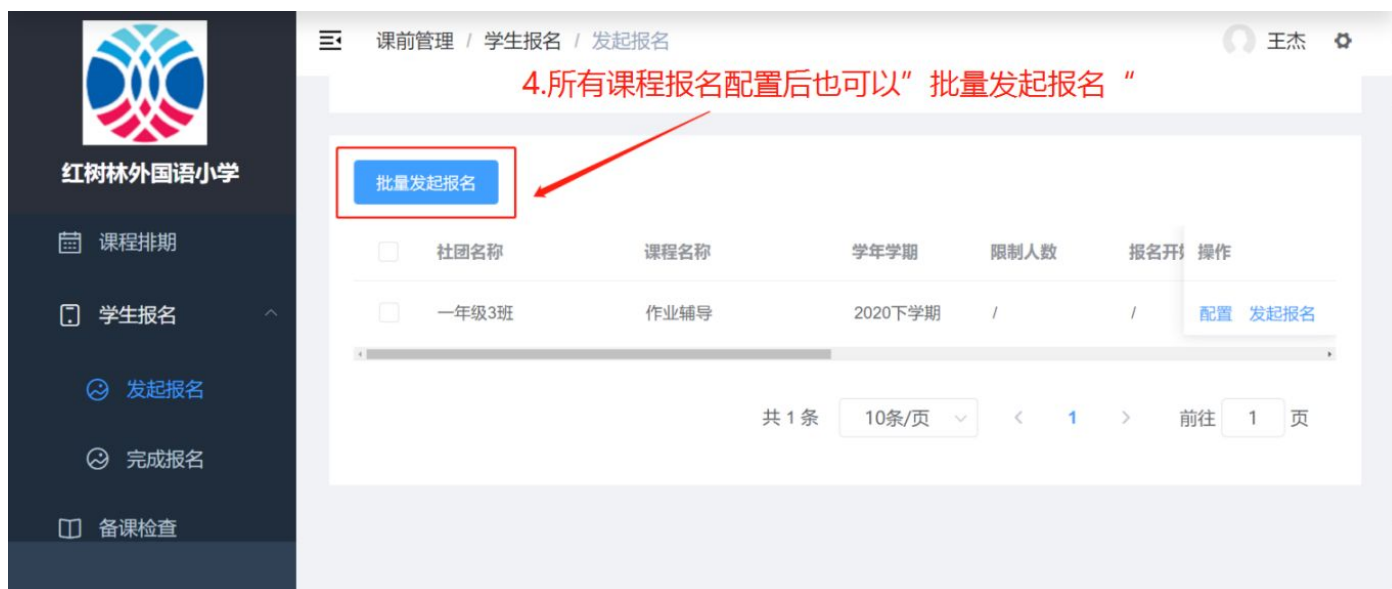 课前管理 / 学生报名 / 发起报名
王杰
4.所有课程报名配置后也可以”批量发起报名“
红树林外国语小学
课程排期
学生报名
发起报名
完成报名
备课检查
批量发起报名
社团名称 课程名称 学年学期 限制人数 报名开 操作
一年级3班 作业辅导 2020下学期 / / 配置 发起报名
共 1 条 10条/页 1 前往 1 页